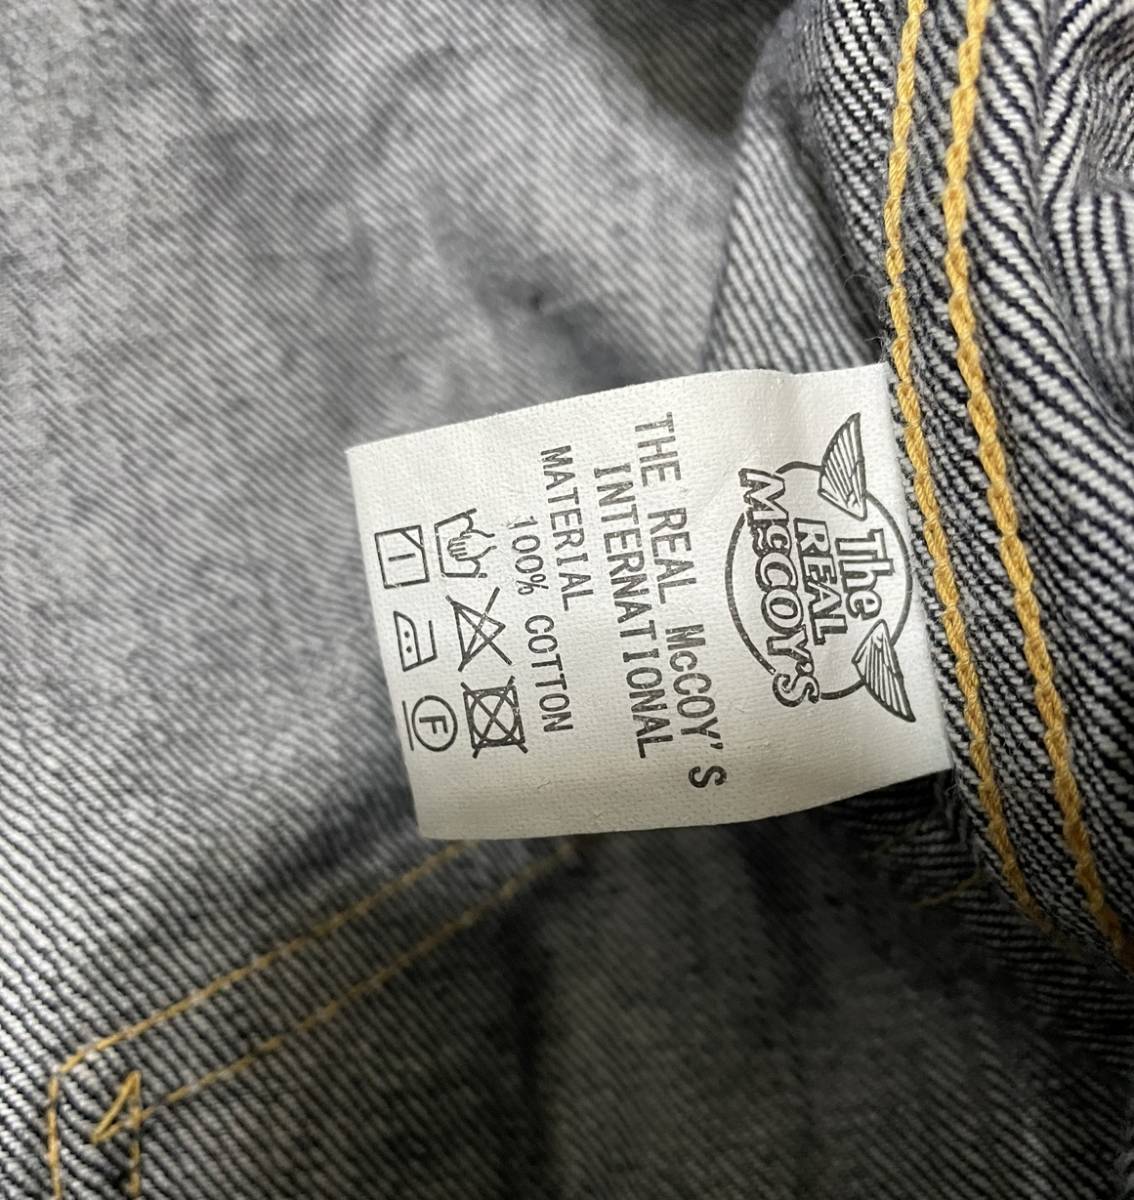 The
REAL
McCOY'S
THE REAL McCOY'S
INTERNATIONAL
MATERIAL
100% COTTON
F